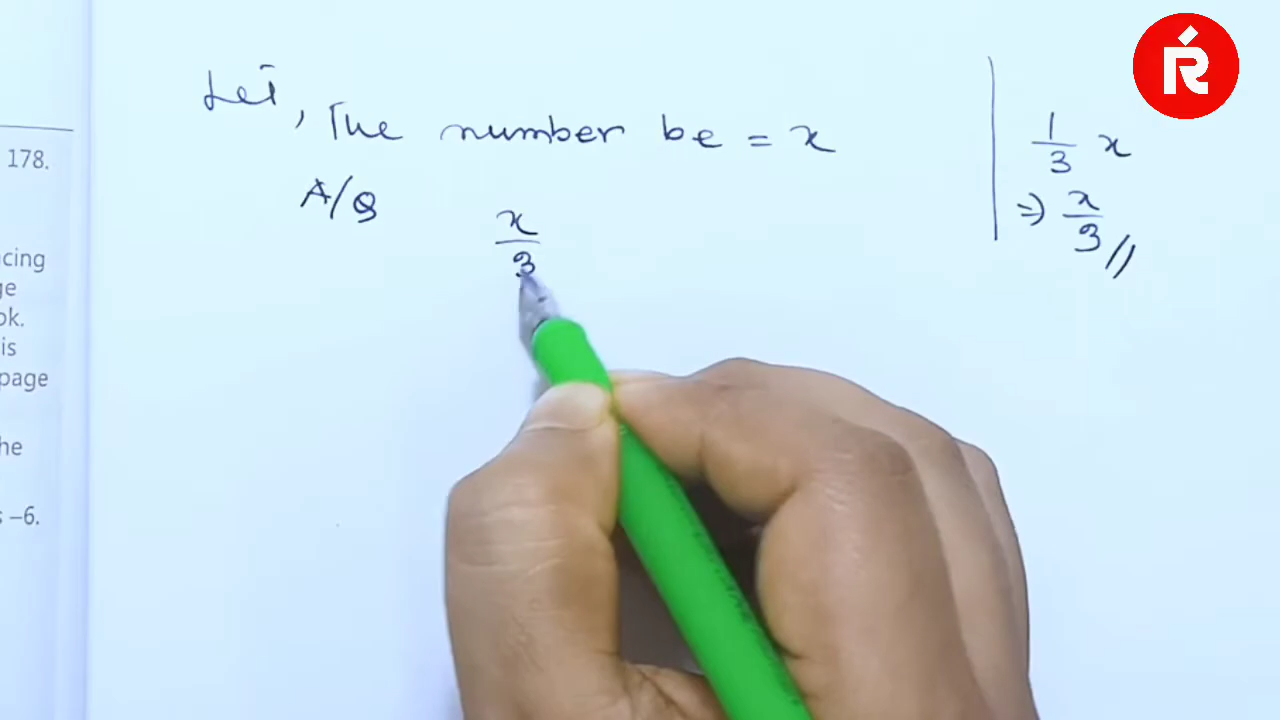 178.
cing
ge
ok.
is
page
he
s –6.
Let, The number be = x
A/Q x/3
1/3 x
⇒ x/3 //
R